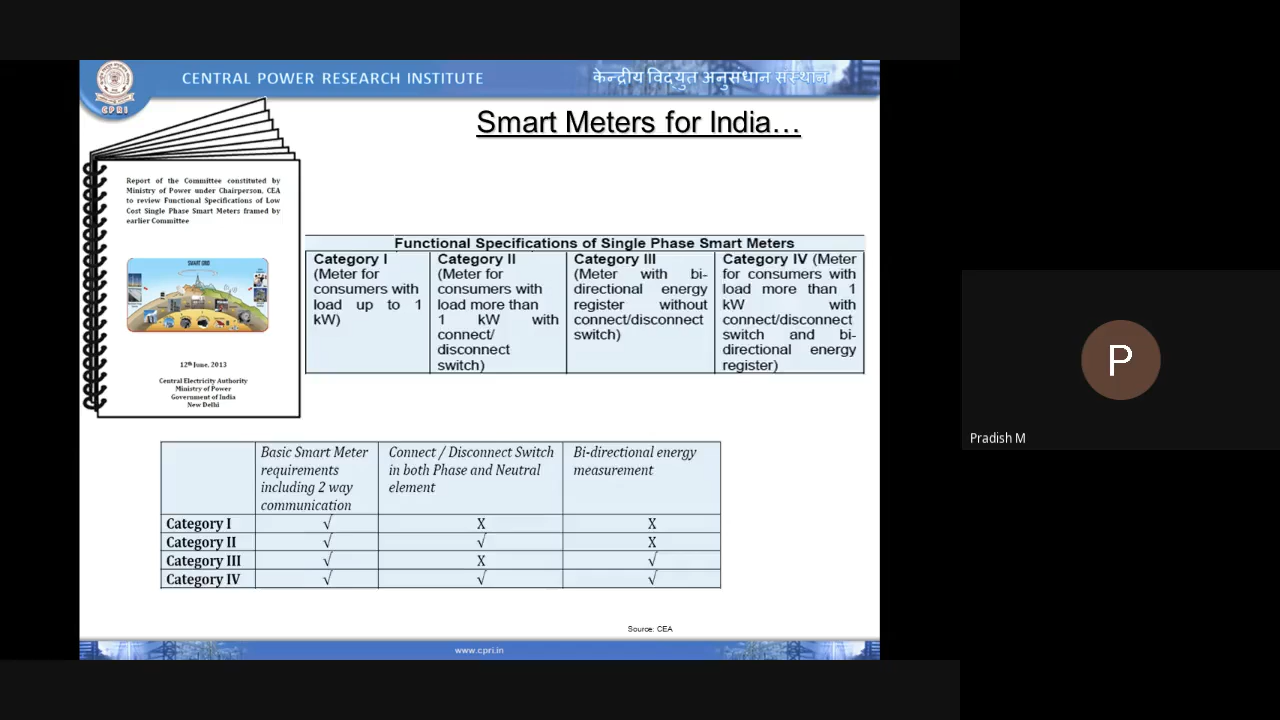 CENTRAL POWER RESEARCH INSTITUTE
केन्द्रीय विद्युत अनुसंधान संस्थान
CPRI
Smart Meters for India…
Report of the Committee constituted by
Ministry of Power under Chairperson, CEA
to review Functional Specifications of Low
Cost Single Phase Smart Meters framed by
earlier Committee
SMART GRID
12th June, 2013
Central Electricity Authority
Ministry of Power
Government of India
New Delhi
Functional Specifications of Single Phase Smart Meters
Category I
(Meter for
consumers with
load up to 1
kW)
Category II
(Meter for
consumers with
load more than
1 kW with
connect/
disconnect
switch)
Category III
(Meter with bi-
directional energy
register without
connect/disconnect
switch)
Category IV (Meter
for consumers with
load more than 1
kW with
connect/disconnect
switch and bi-
directional energy
register)
Basic Smart Meter
requirements
including 2 way
communication
Connect / Disconnect Switch
in both Phase and Neutral
element
Bi-directional energy
measurement
Category I √ X X
Category II √ √ X
Category III √ X √
Category IV √ √ √
Source: CEA
www.cpri.in
P
Pradish M